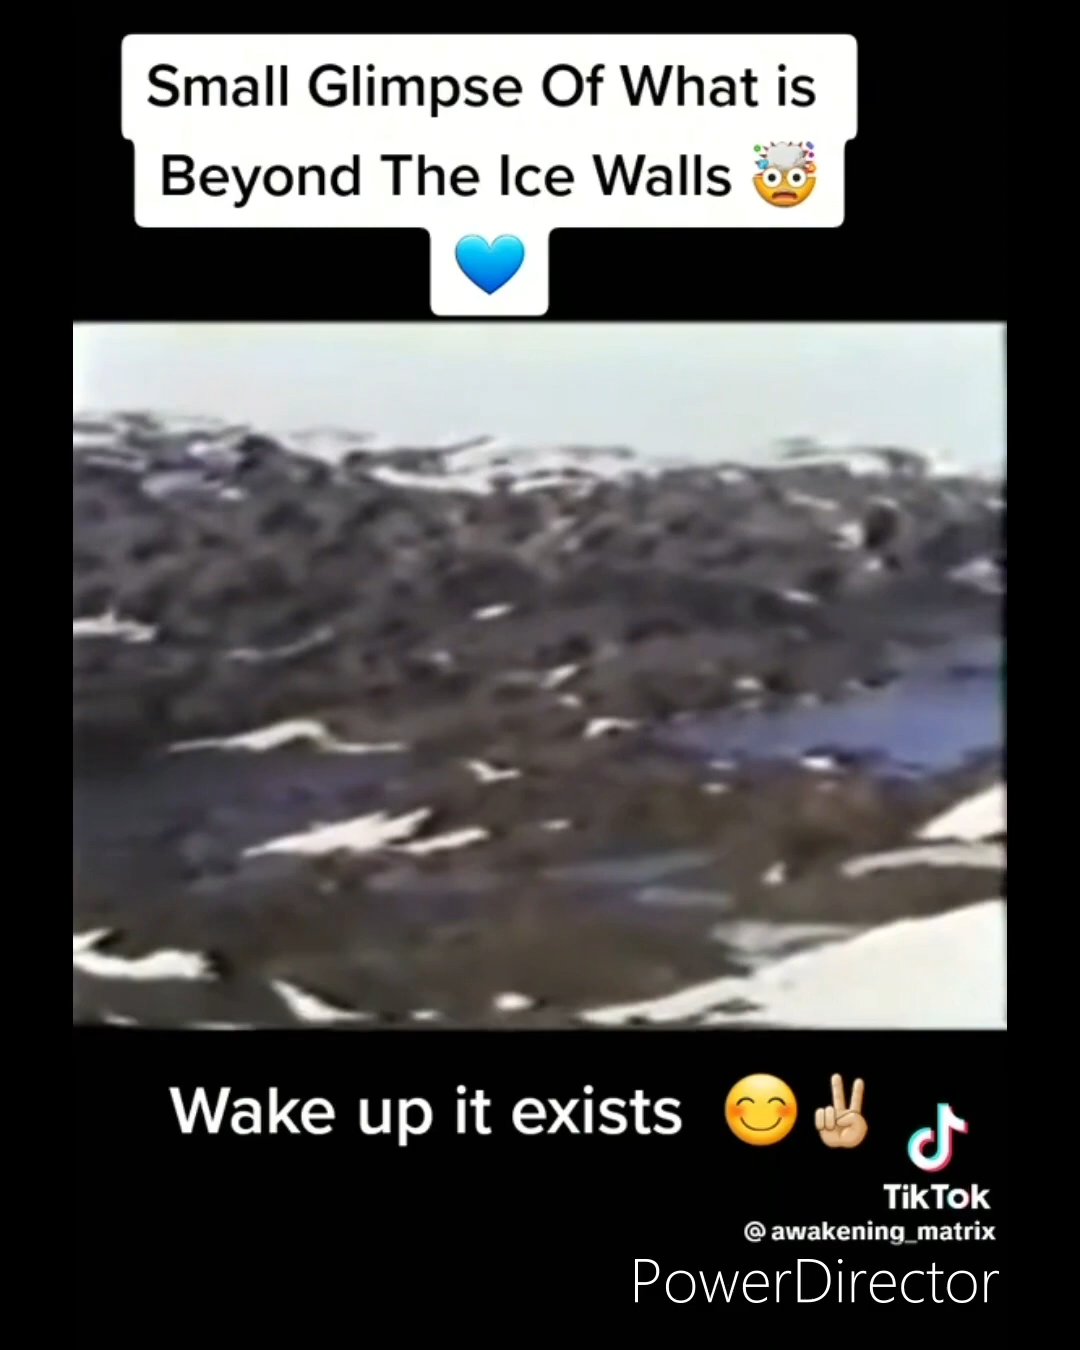 Small Glimpse Of What is
Beyond The Ice Walls 🤯
💙
Wake up it exists 😊✌🏼
TikTok
@awakening_matrix
PowerDirector